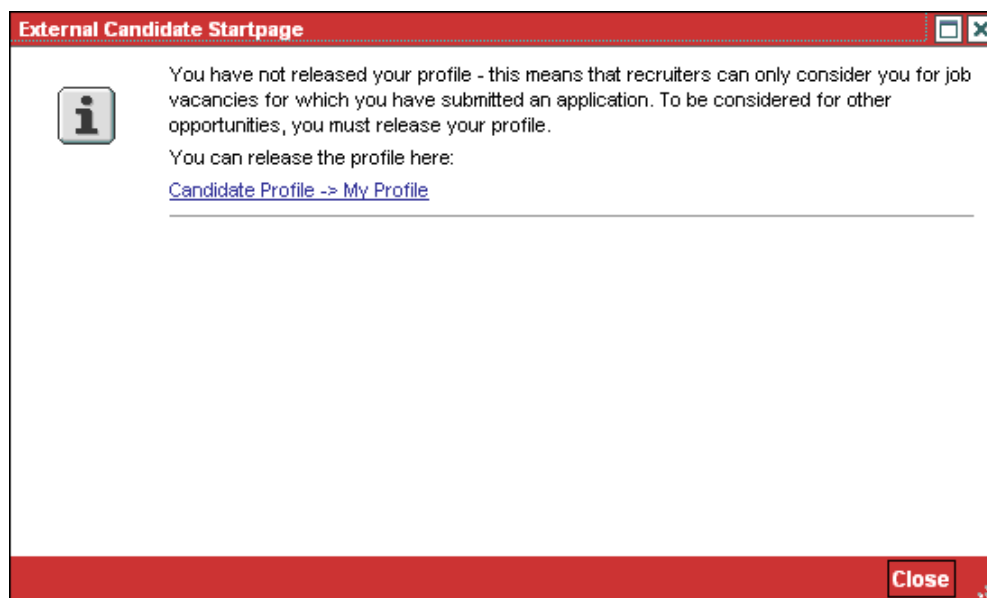 External Candidate Startpage
You have not released your profile - this means that recruiters can only consider you for job
vacancies for which you have submitted an application. To be considered for other
opportunities, you must release your profile.
You can release the profile here:
Candidate Profile -> My Profile
Close